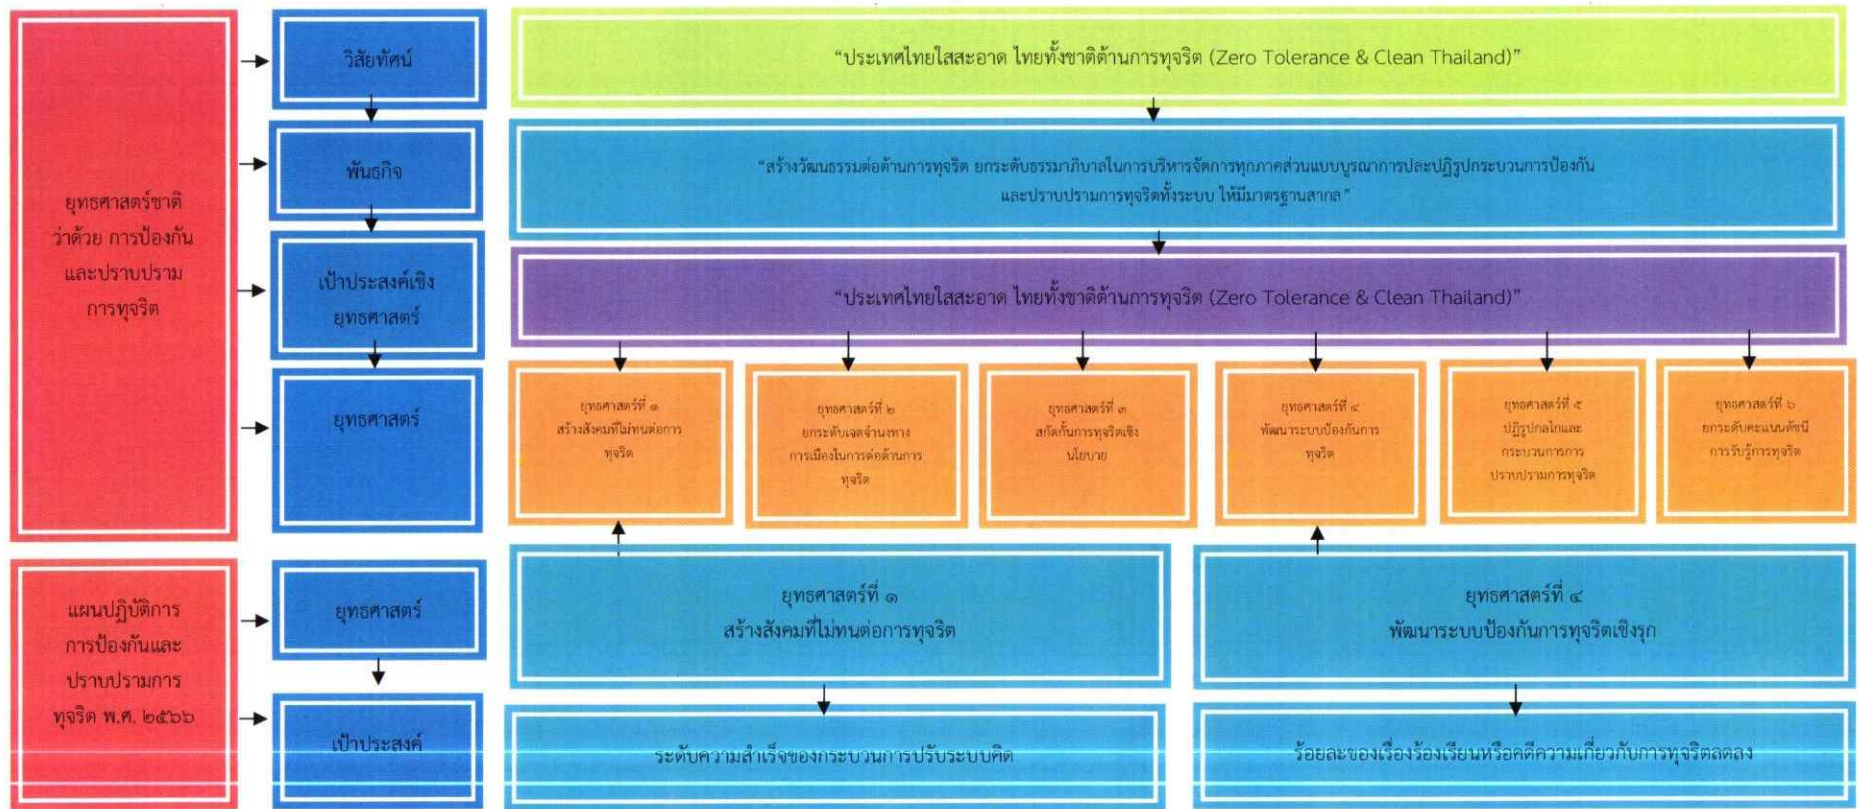 ยุทธศาสตร์ชาติ
ว่าด้วย การป้องกัน
และปราบปราม
การทุจริต
วิสัยทัศน์
“ประเทศไทยใสสะอาด ไทยทั้งชาติต้านการทุจริต (Zero Tolerance & Clean Thailand)”
พันธกิจ
“สร้างวัฒนธรรมต่อต้านการทุจริต ยกระดับธรรมาภิบาลในการบริหารจัดการทุกภาคส่วนแบบบูรณาการปละปฏิรูปกระบวนการป้องกัน
และปราบปรามการทุจริตทั้งระบบ ให้มีมาตรฐานสากล”
เป้าประสงค์เชิง
ยุทธศาสตร์
“ประเทศไทยใสสะอาด ไทยทั้งชาติต้านการทุจริต (Zero Tolerance & Clean Thailand)”
ยุทธศาสตร์
ยุทธศาสตร์ที่ ๑
สร้างสังคมที่ไม่ทนต่อการ
ทุจริต
ยุทธศาสตร์ที่ ๒
ยกระดับเจตจำนงทาง
การเมืองในการต่อด้านการ
ทุจริต
ยุทธศาสตร์ที่ ๓
สกัดกั้นการทุจริตเชิง
นโยบาย
ยุทธศาสตร์ที่ ๔
พัฒนาระบบป้องกันการ
ทุจริต
ยุทธศาสตร์ที่ ๕
ปฏิรูปกลไกและ
กระบวนการการ
ปราบปรามการทุจริต
ยุทธศาสตร์ที่ ๖
ยกระดับคะแนนดัชนี
การรับรู้การทุจริต
แผนปฏิบัติการ
การป้องกันและ
ปราบปรามการ
ทุจริต พ.ศ. ๒๕๖๖
ยุทธศาสตร์
ยุทธศาสตร์ที่ ๑
สร้างสังคมที่ไม่ทนต่อการทุจริต
ยุทธศาสตร์ที่ ๔
พัฒนาระบบป้องกันการทุจริตเชิงรุก
เป้าประสงค์
ระดับความสำเร็จของกระบวนการปรับระบบคิด
ร้อยละของเรื่องร้องเรียนหรือคดีความเกี่ยวกับการทุจริตลดลง